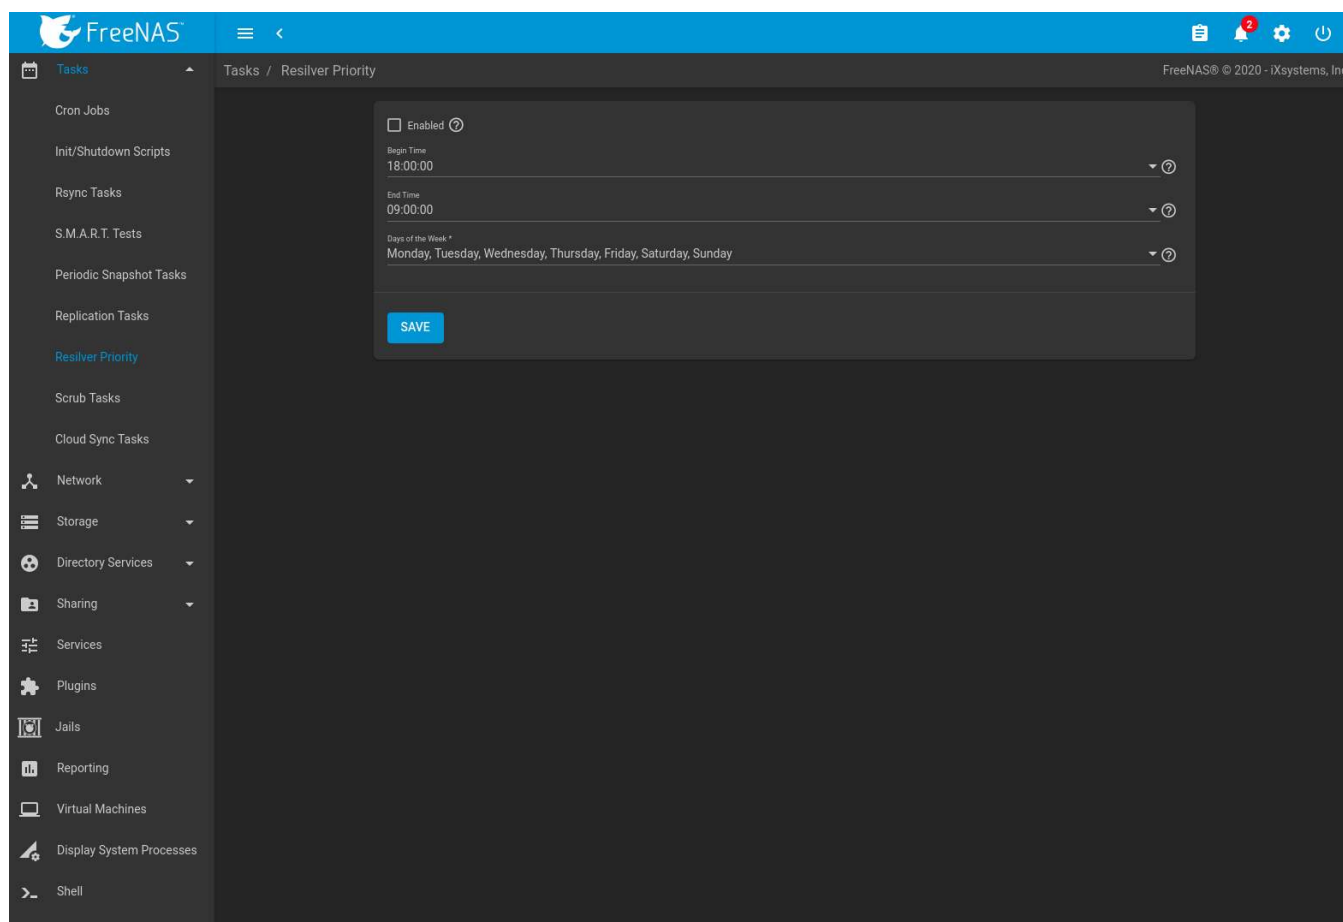 FreeNAS
2
Tasks
Tasks / Resilver Priority
FreeNAS® © 2020 - iXsystems, Inc
Cron Jobs
Init/Shutdown Scripts
Rsync Tasks
S.M.A.R.T. Tests
Periodic Snapshot Tasks
Replication Tasks
Resilver Priority
Scrub Tasks
Cloud Sync Tasks
Network
Storage
Directory Services
Sharing
Services
Plugins
Jails
Reporting
Virtual Machines
Display System Processes
Shell
Enabled
Begin Time
18:00:00
End Time
09:00:00
Days of the Week *
Monday, Tuesday, Wednesday, Thursday, Friday, Saturday, Sunday
SAVE